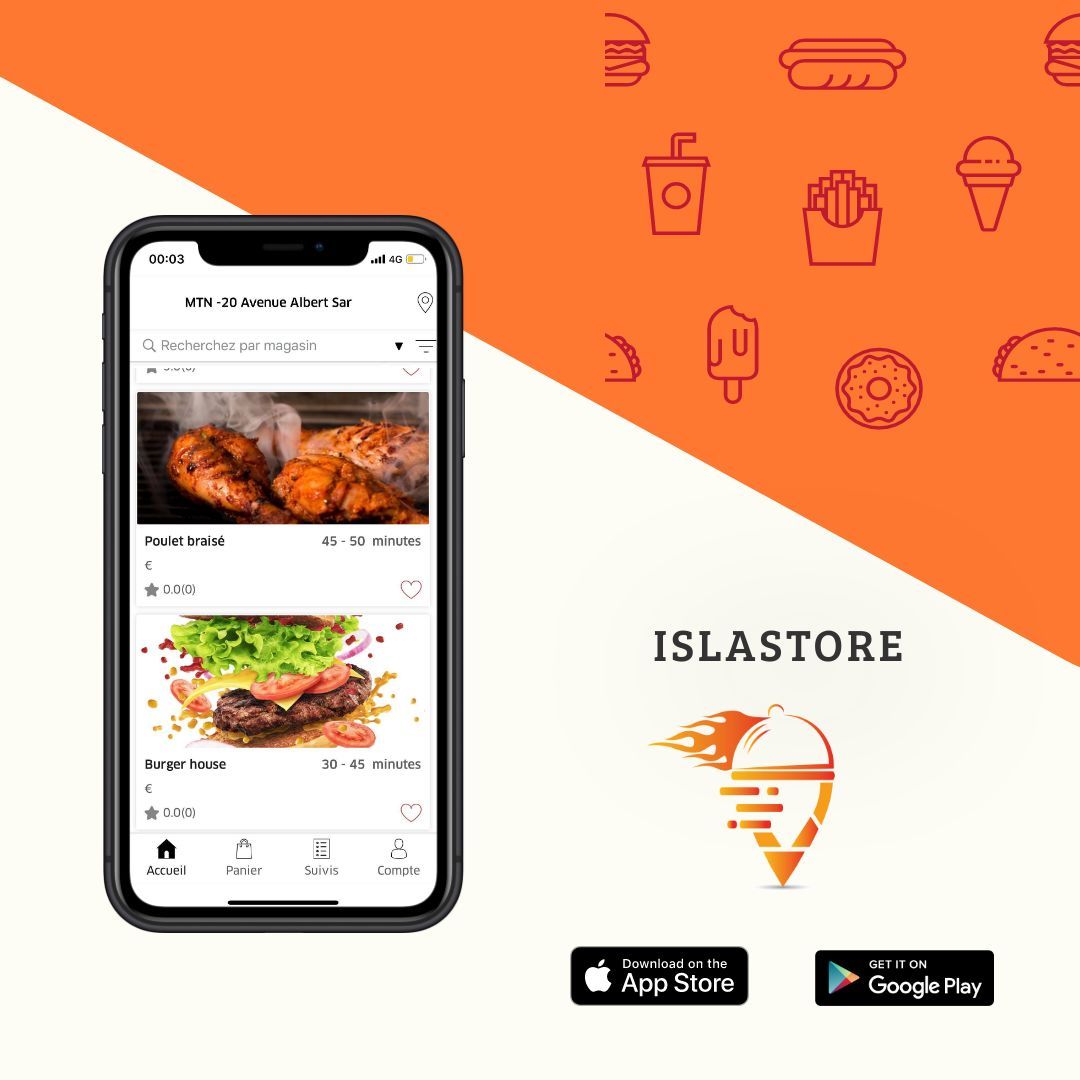 00:03
4G
MTN -20 Avenue Albert Sar
Recherchez par magasin
Poulet braisé
45 - 50 minutes
€
0.0(0)
Burger house
30 - 45 minutes
€
0.0(0)
Accueil
Panier
Suivis
Compte
ISLASTORE
Download on the
App Store
GET IT ON
Google Play